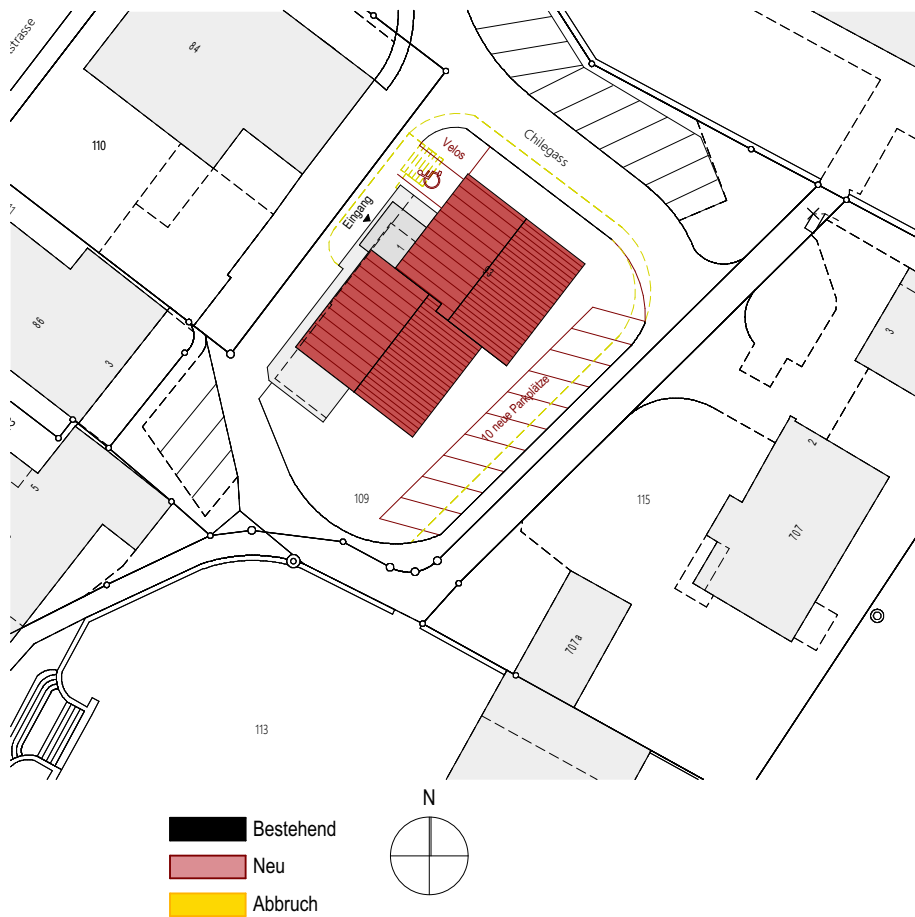 84
110
Chilegass
Velos
Eingang
1
86
3
3
10 neue Parkplätze
109
115
2
707
5
707a
113
N
Bestehend
Neu
Abbruch